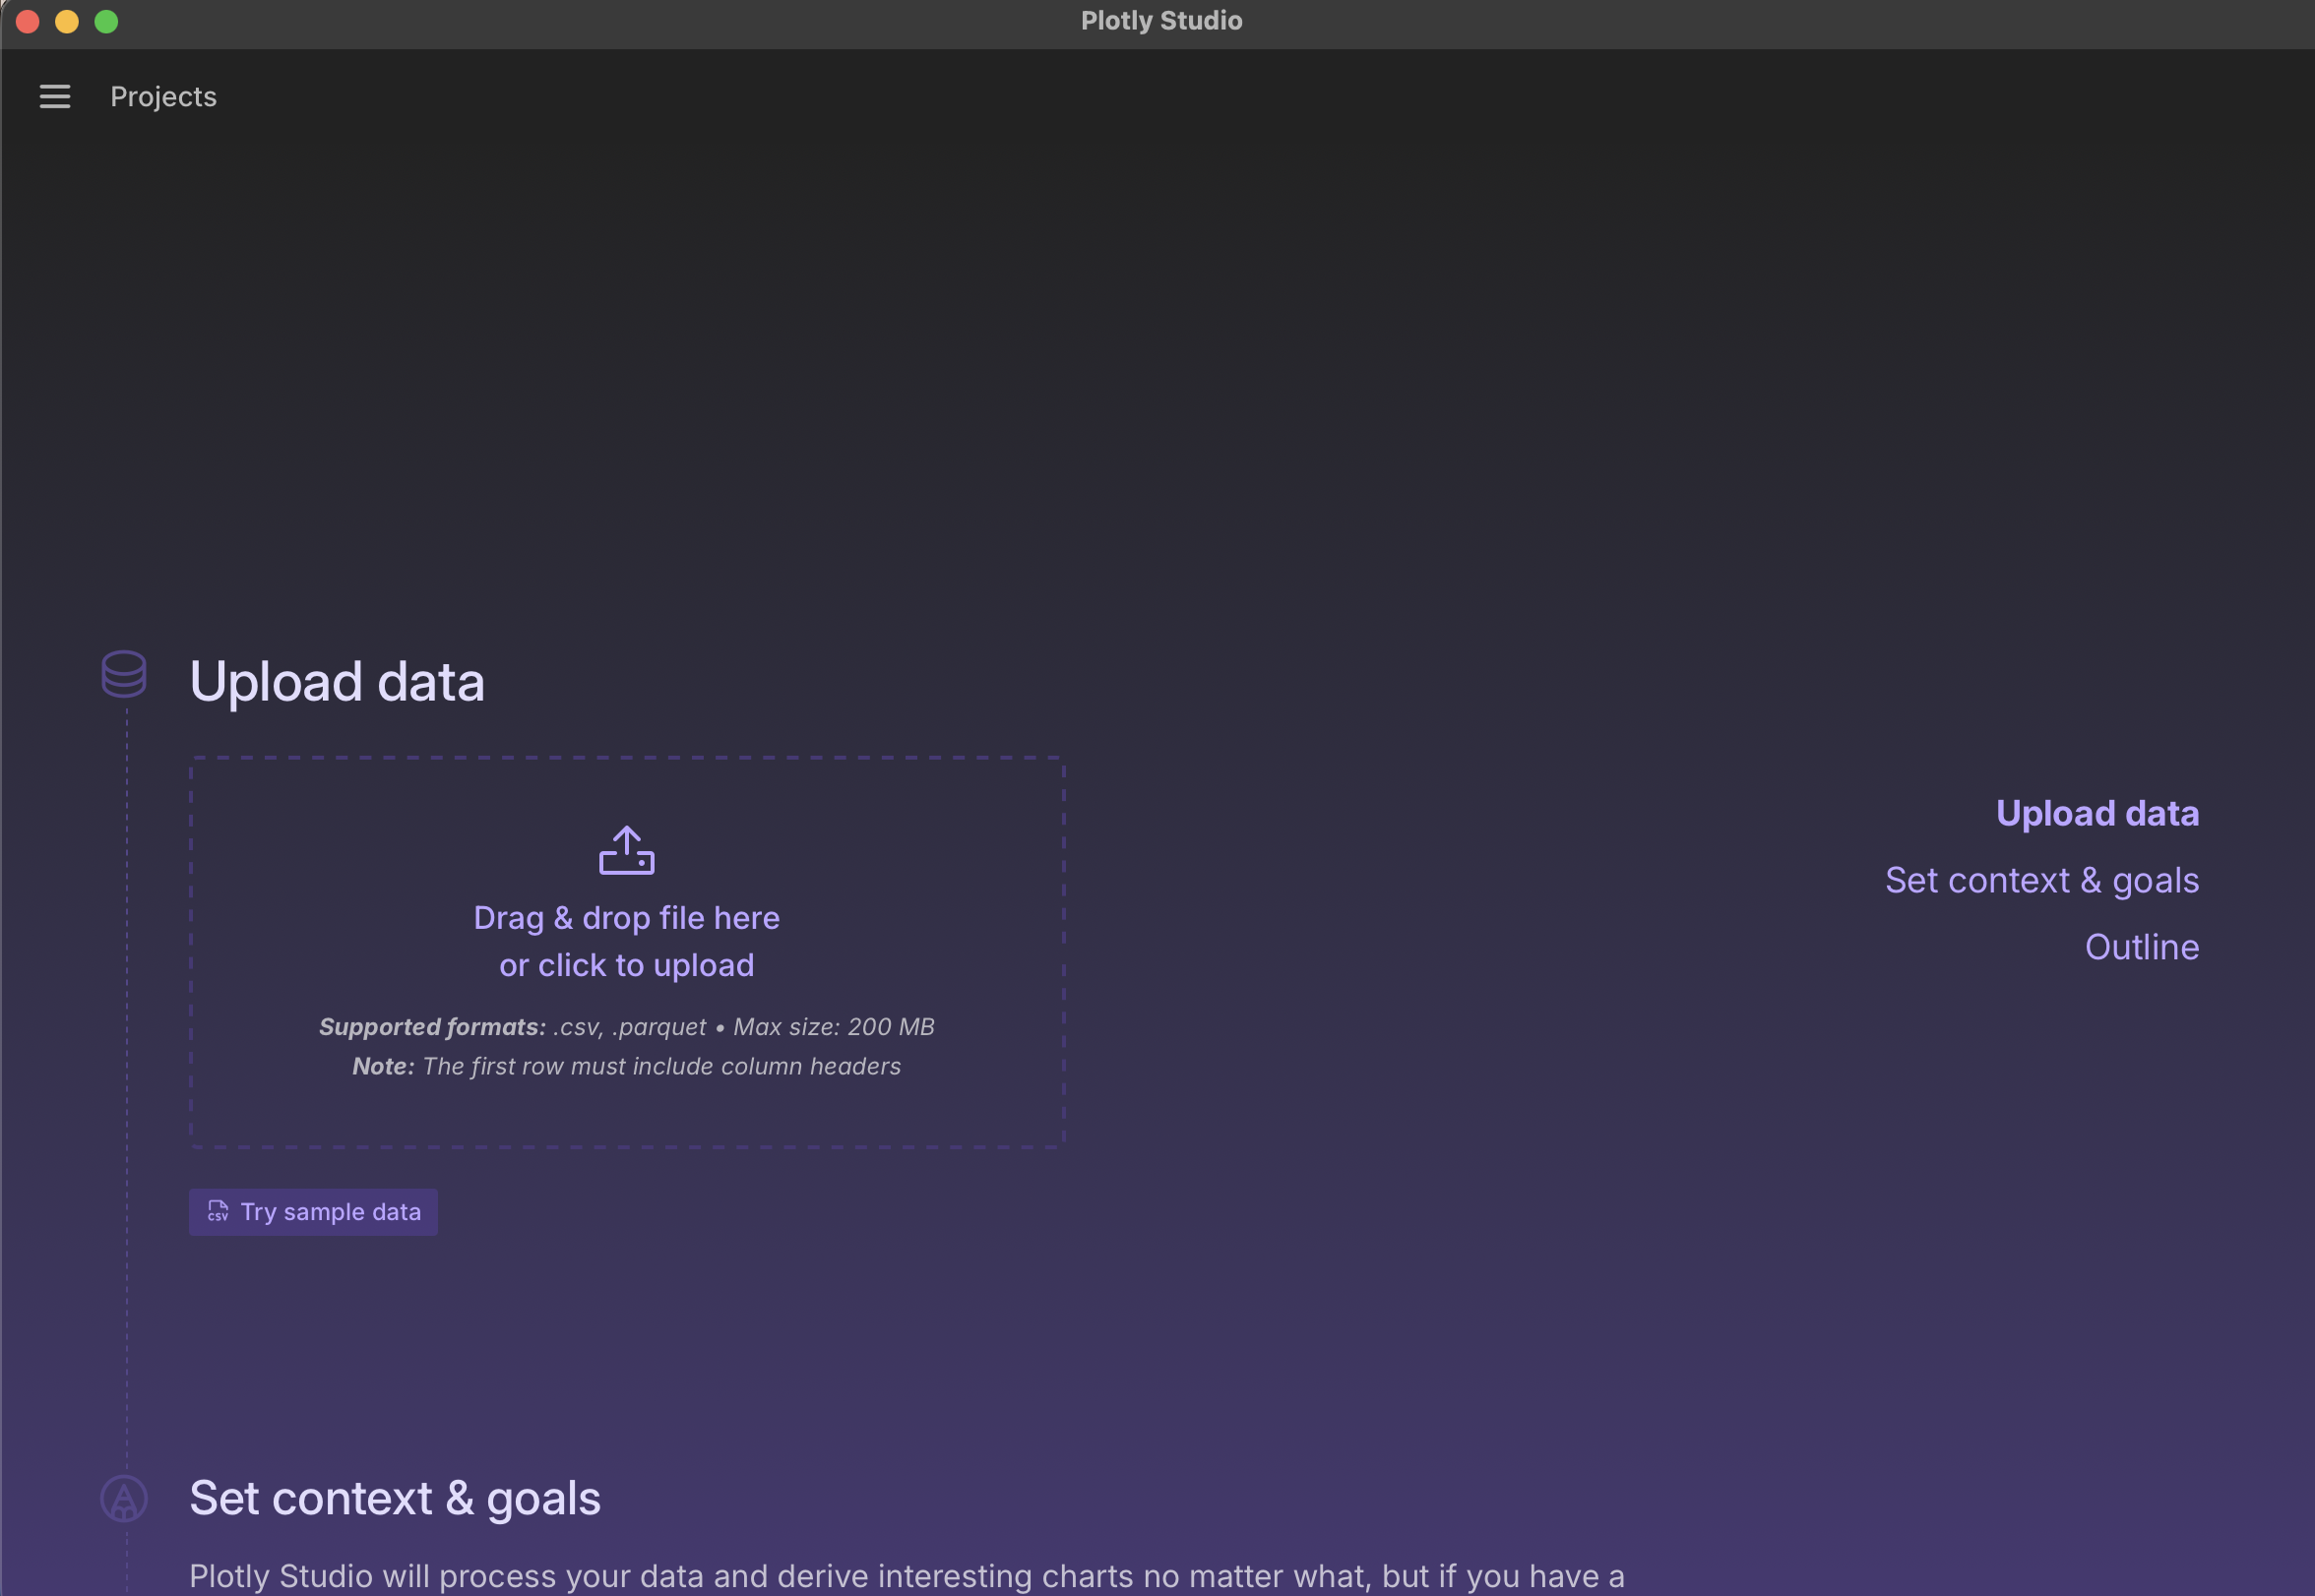 Plotly Studio
Projects
Upload data
Drag & drop file here
or click to upload
Supported formats: .csv, .parquet • Max size: 200 MB
Note: The first row must include column headers
CSV Try sample data
Upload data
Set context & goals
Outline
Set context & goals
Plotly Studio will process your data and derive interesting charts no matter what, but if you have a